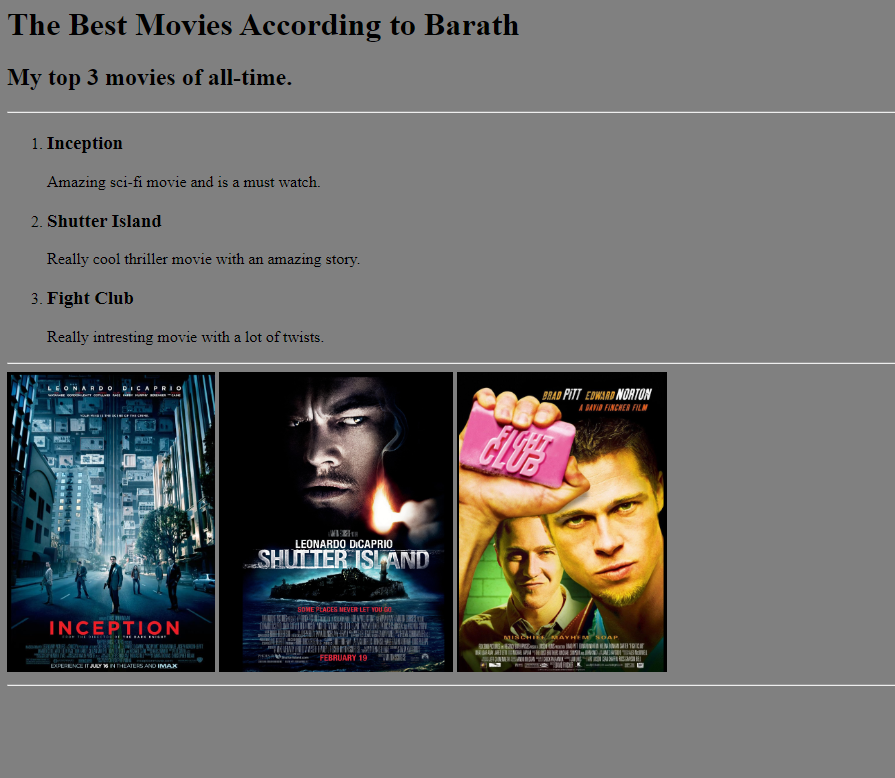 The Best Movies According to Barath
My top 3 movies of all-time.
1. Inception
Amazing sci-fi movie and is a must watch.
2. Shutter Island
Really cool thriller movie with an amazing story.
3. Fight Club
Really intresting movie with a lot of twists.
LEONARDO DiCAPRIO
YOUR MIND IS THE SCENE OF THE CRIME.
INCEPTION
FROM THE DIRECTOR OF THE DARK KNIGHT
EXPERIENCE IT JULY 16 IN THEATERS AND IMAX
LEONARDO DiCAPRIO
SHUTTER ISLAND
SOME PLACES NEVER LET YOU GO
FEBRUARY 19
BRAD PITT EDWARD NORTON
A DAVID FINCHER FILM
FIGHT
CLUB
MISCHIEF. MAYHEM. SOAP.